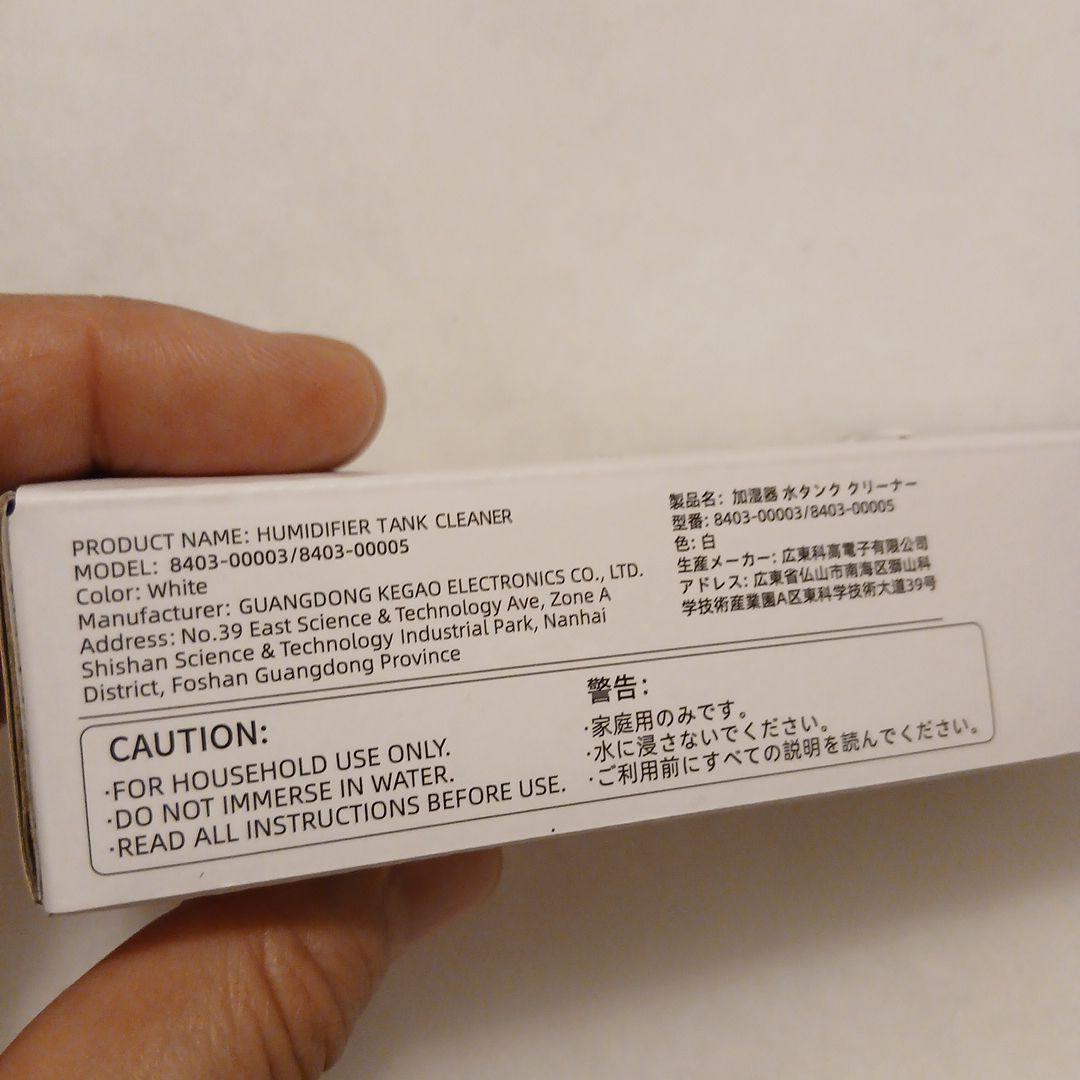 PRODUCT NAME: HUMIDIFIER TANK CLEANER
MODEL: 8403-00003/8403-00005
Color: White
Manufacturer: GUANGDONG KEGAO ELECTRONICS CO., LTD.
Address: No.39 East Science & Technology Ave, Zone A
Shishan Science & Technology Industrial Park, Nanhai
District, Foshan Guangdong Province
製品名: 加湿器 水タンク クリーナー
型番: 8403-00003/8403-00005
色: 白
生産メーカー: 広東科高電子有限公司
アドレス: 広東省仏山市南海区獅山科
学技術産業園A区東科学技術大道39号
CAUTION:
·FOR HOUSEHOLD USE ONLY.
·DO NOT IMMERSE IN WATER.
·READ ALL INSTRUCTIONS BEFORE USE.
警告:
·家庭用のみです。
·水に浸さないでください。
·ご利用前にすべての説明を読んでください。